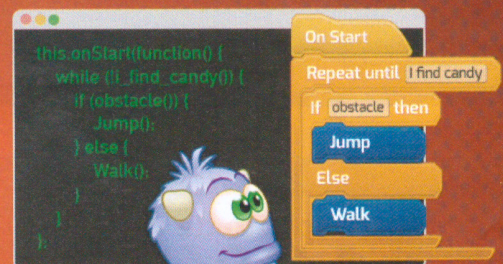 this.onStart(function() {
while (!i_find_candy()) {
if (obstacle()) {
Jump();
} else {
Walk();
}
}
);
On Start
Repeat until I find candy
If obstacle then
Jump
Else
Walk